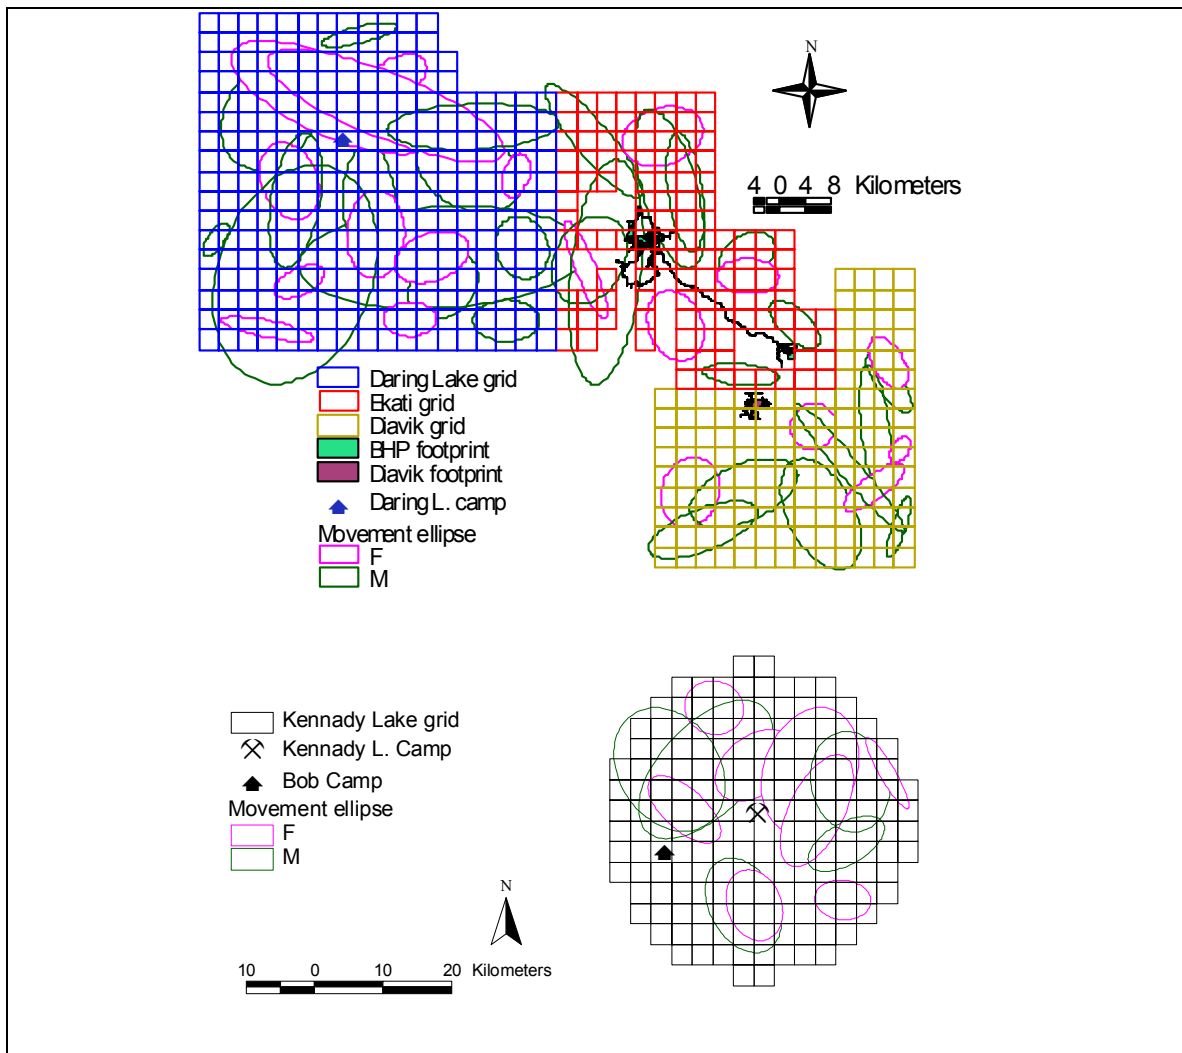 N
4 0 4 8 Kilometers
Daring Lake grid
Ekati grid
Diavik grid
BHP footprint
Diavik footprint
Daring L. camp
Movement ellipse
F
M
Kennady Lake grid
Kennady L. Camp
Bob Camp
Movement ellipse
F
M
N
10 0 10 20 Kilometers